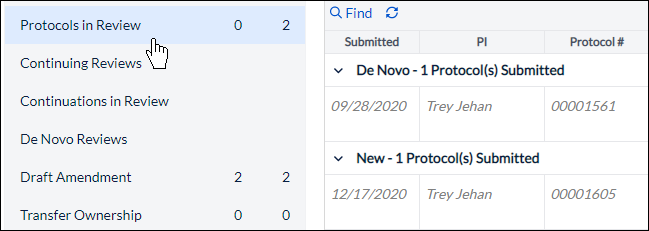 Protocols in Review 0 2
Continuing Reviews
Continuations in Review
De Novo Reviews
Draft Amendment 2 2
Transfer Ownership 0 0
Find
Submitted PI Protocol #
De Novo - 1 Protocol(s) Submitted
09/28/2020 Trey Jehan 00001561
New - 1 Protocol(s) Submitted
12/17/2020 Trey Jehan 00001605